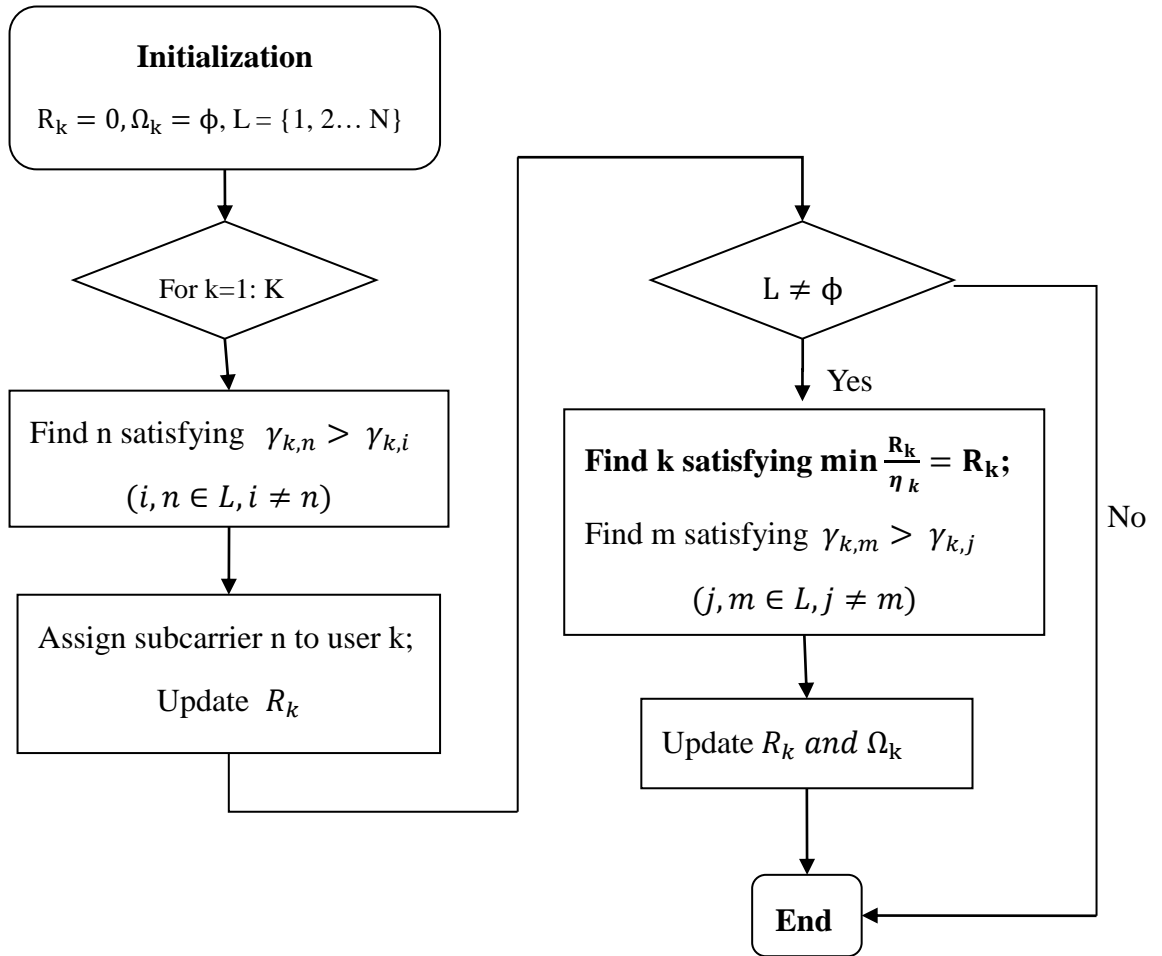 Initialization
R_k = 0, Ω_k = ϕ, L = {1, 2… N}
For k=1: K
Find n satisfying γ_{k,n} > γ_{k,i}
(i, n ∈ L, i ≠ n)
Assign subcarrier n to user k;
Update R_k
L ≠ ϕ
Yes
No
Find k satisfying min R_k/η_k = R_k;
Find m satisfying γ_{k,m} > γ_{k,j}
(j, m ∈ L, j ≠ m)
Update R_k and Ω_k
End